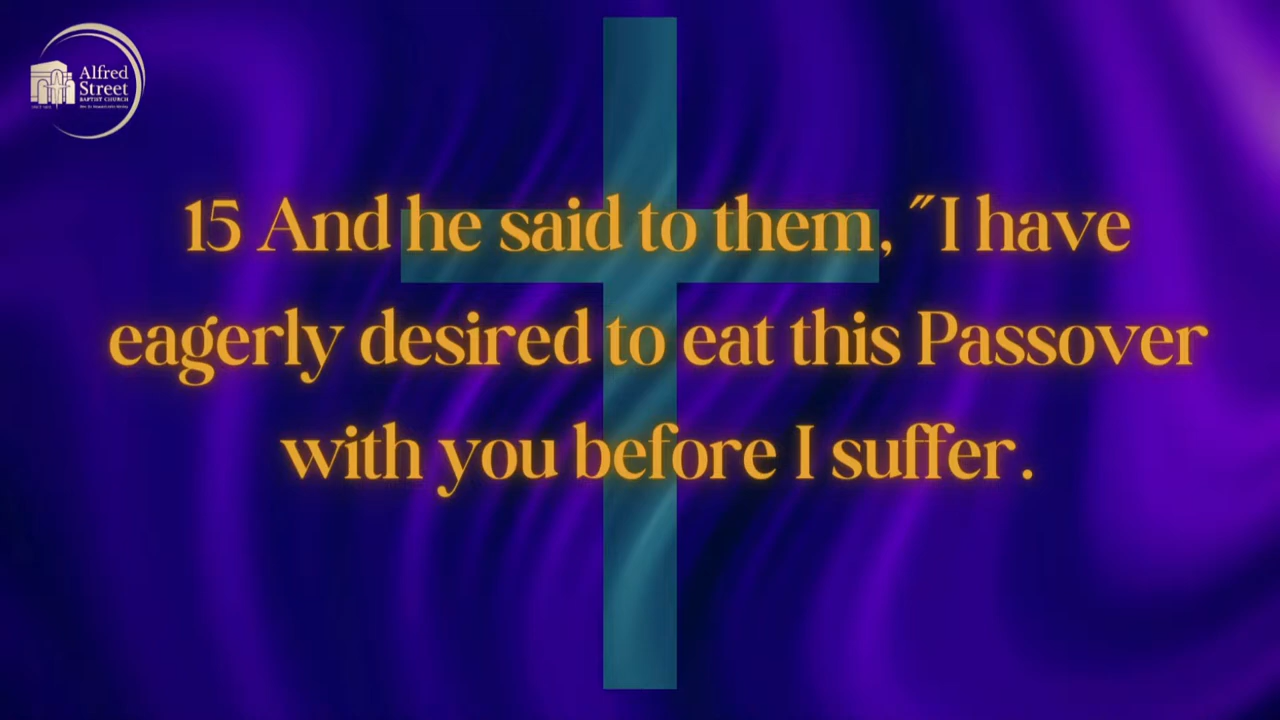 Alfred
Street
BAPTIST CHURCH
15 And he said to them, "I have
eagerly desired to eat this Passover
with you before I suffer.